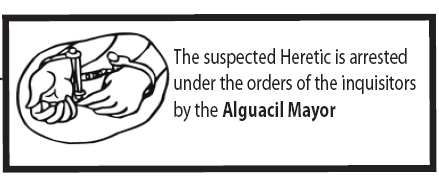 The suspected Heretic is arrested
under the orders of the inquisitors
by the Alguacil Mayor